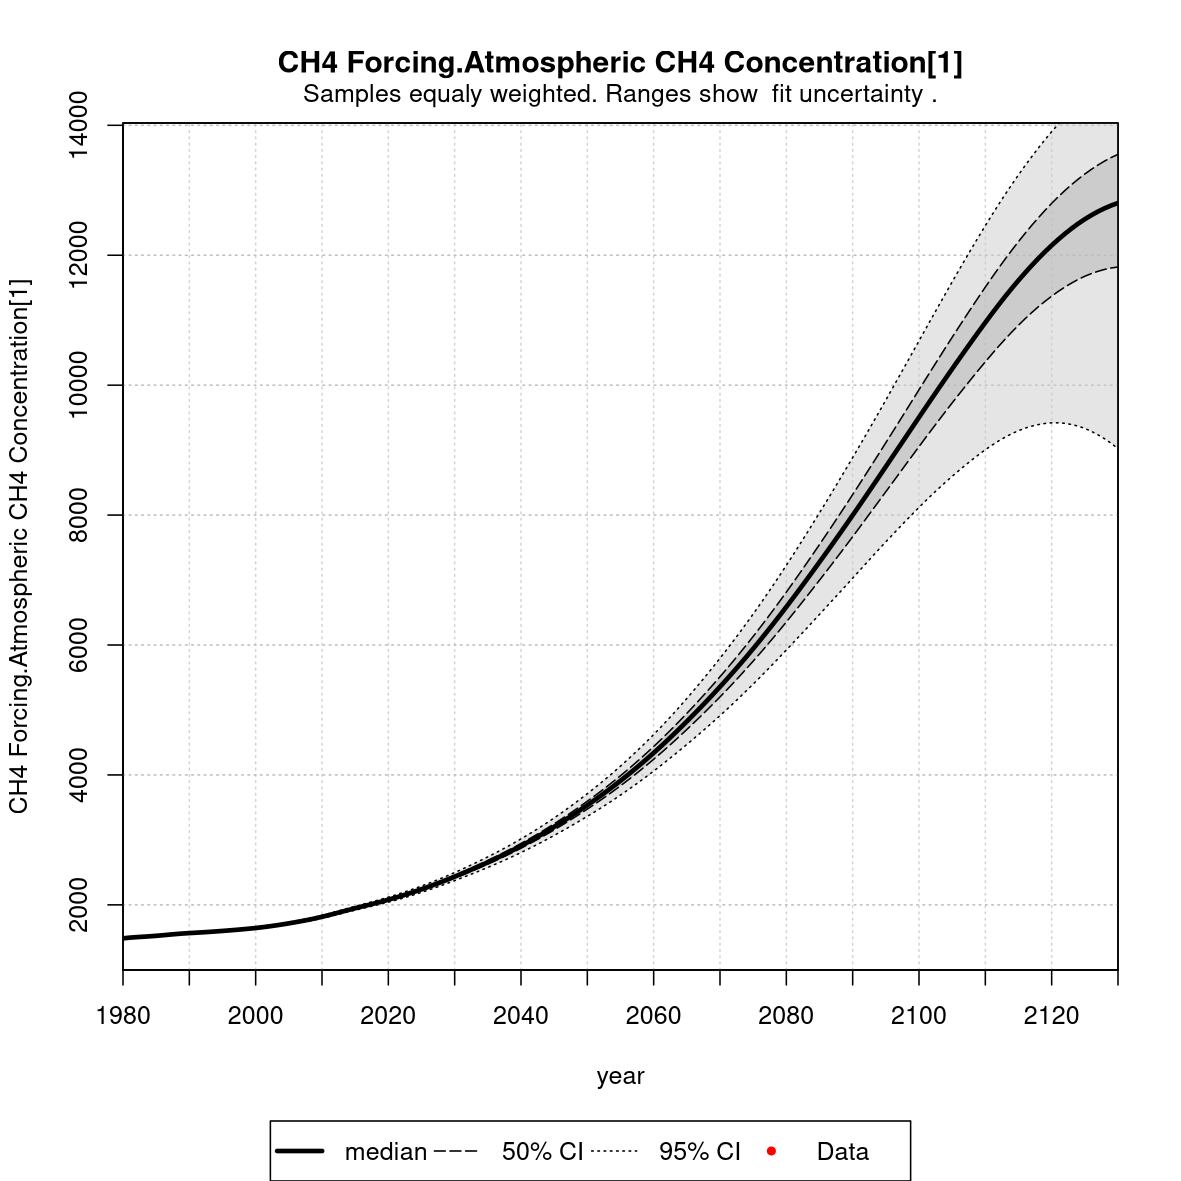 CH4 Forcing.Atmospheric CH4 Concentration[1]
Samples equaly weighted. Ranges show  fit uncertainty .
CH4 Forcing.Atmospheric CH4 Concentration[1]
14000
12000
10000
8000
6000
4000
2000
1980 2000 2020 2040 2060 2080 2100 2120
year
median 50% CI 95% CI Data